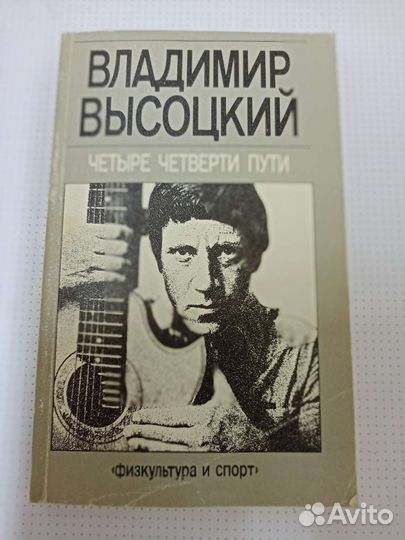 ВЛАДИМИР
ВЫСОЦКИЙ
ЧЕТЫРЕ ЧЕТВЕРТИ ПУТИ
«физкультура и спорт»
Avito